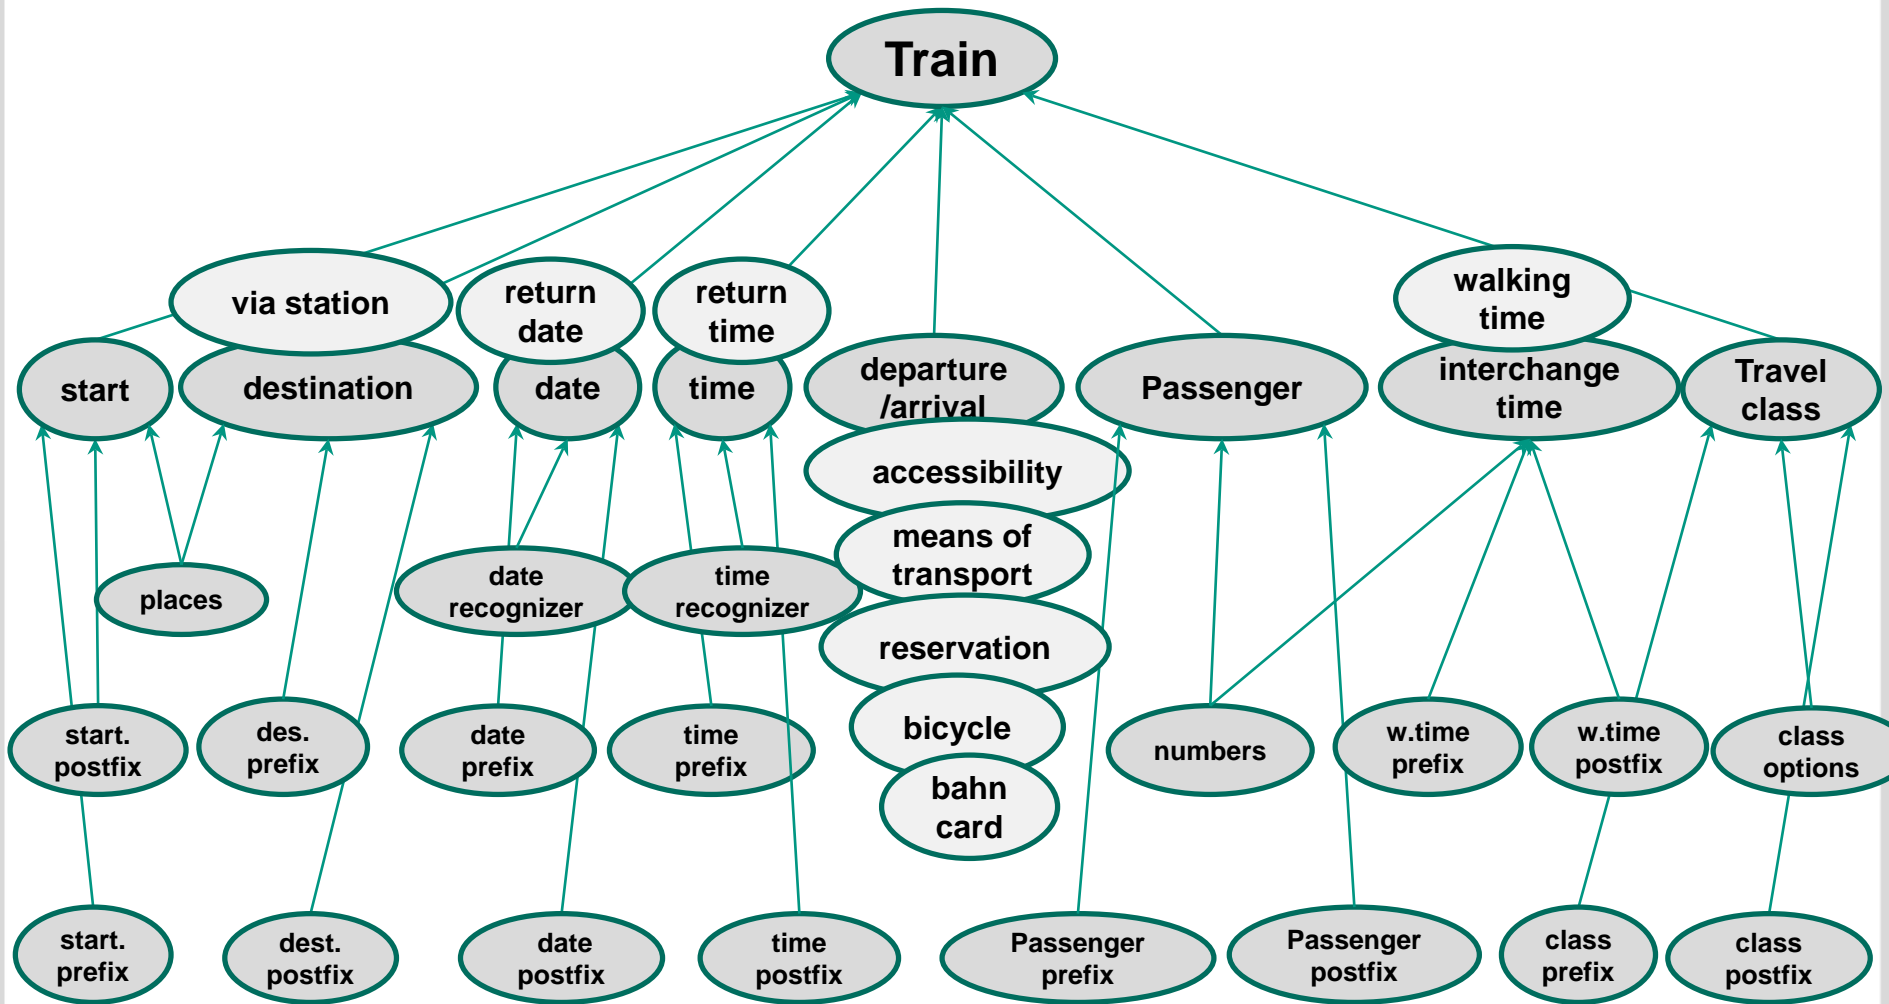 Train
via station
return
date
return
time
walking
time
start
destination
date
time
departure
/arrival
Passenger
interchange
time
Travel
class
accessibility
means of
transport
places
date
recognizer
time
recognizer
reservation
start.
postfix
des.
prefix
date
prefix
time
prefix
bicycle
numbers
w.time
prefix
w.time
postfix
class
options
bahn
card
start.
prefix
dest.
postfix
date
postfix
time
postfix
Passenger
prefix
Passenger
postfix
class
prefix
class
postfix